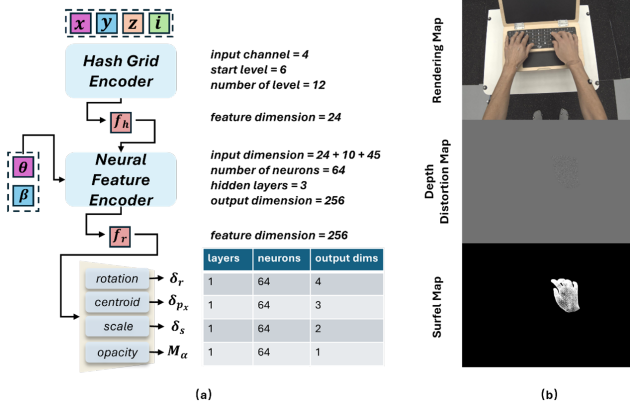 x y z i
Hash Grid
Encoder
input channel = 4
start level = 6
number of level = 12
f_h
feature dimension = 24
θ
β
Neural
Feature
Encoder
input dimension = 24 + 10 + 45
number of neurons = 64
hidden layers = 3
output dimension = 256
f_r
feature dimension = 256
rotation δ_r
centroid δ_{p_x}
scale δ_s
opacity M_α
layers neurons output dims
1 64 4
1 64 3
1 64 2
1 64 1
(a)
Rendering Map
Depth
Distortion Map
Surfel Map
(b)